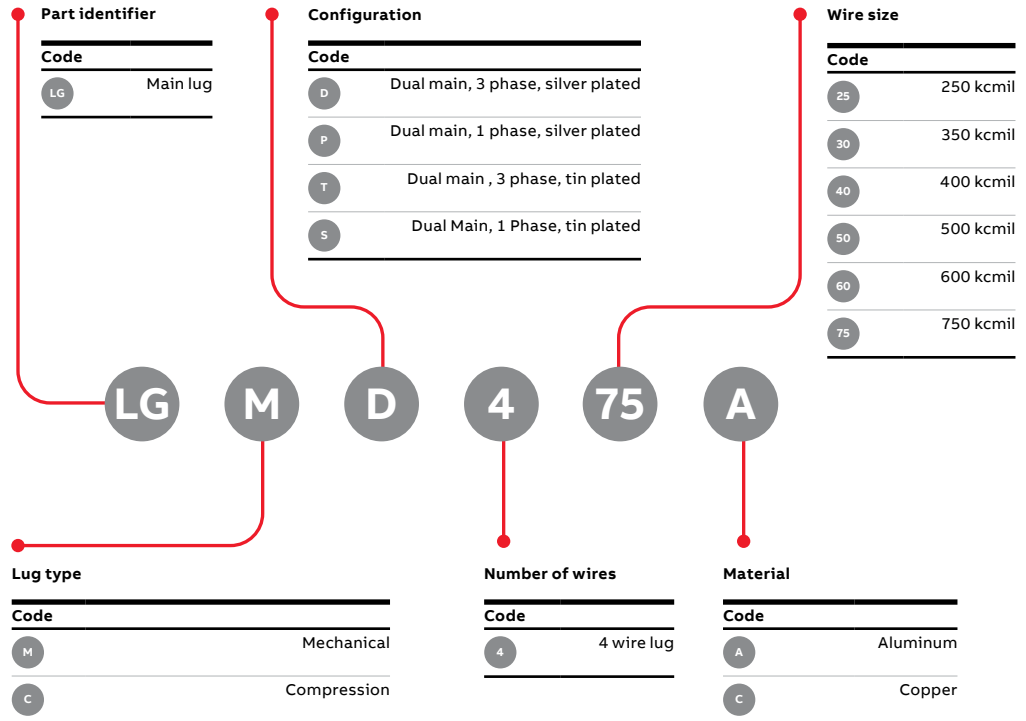 Part identifier
Code
LG Main lug
Configuration
Code
D Dual main, 3 phase, silver plated
P Dual main, 1 phase, silver plated
T Dual main , 3 phase, tin plated
S Dual Main, 1 Phase, tin plated
Wire size
Code
25 250 kcmil
30 350 kcmil
40 400 kcmil
50 500 kcmil
60 600 kcmil
75 750 kcmil
LG M D 4 75 A
Lug type
Code
M Mechanical
C Compression
Number of wires
Code
4 4 wire lug
Material
Code
A Aluminum
C Copper